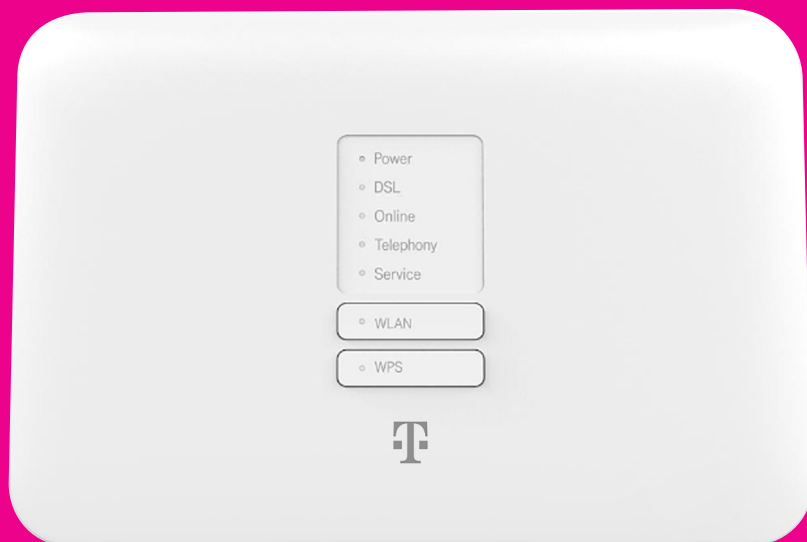 Power
DSL
Online
Telephony
Service
WLAN
WPS
T